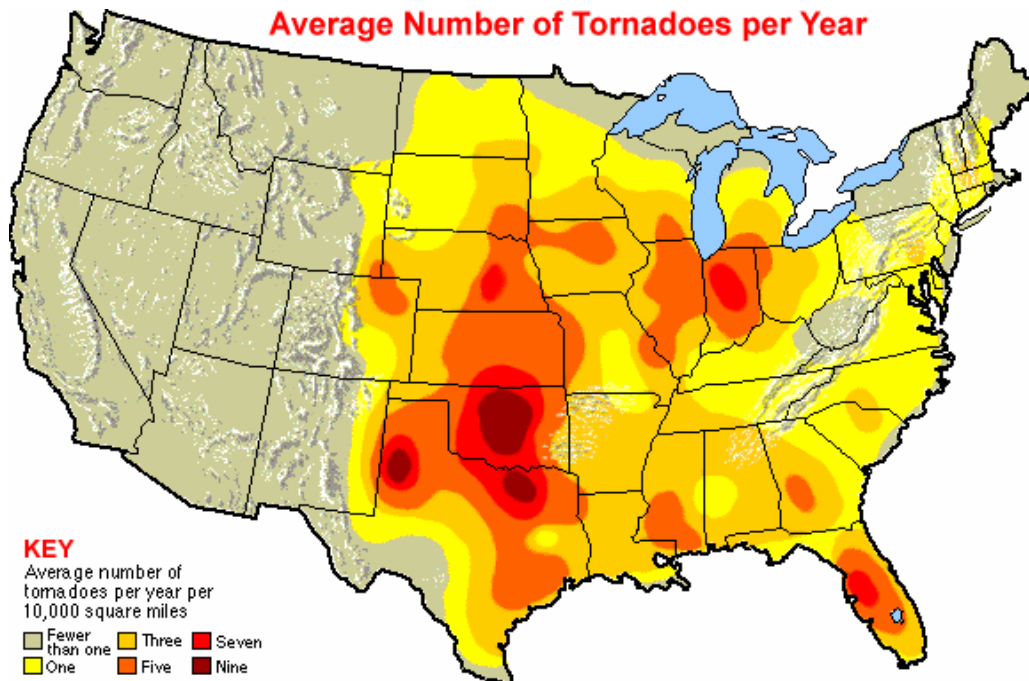 Average Number of Tornadoes per Year
KEY
Average number of
tornadoes per year per
10,000 square miles
Fewer than one
Three
Seven
One
Five
Nine